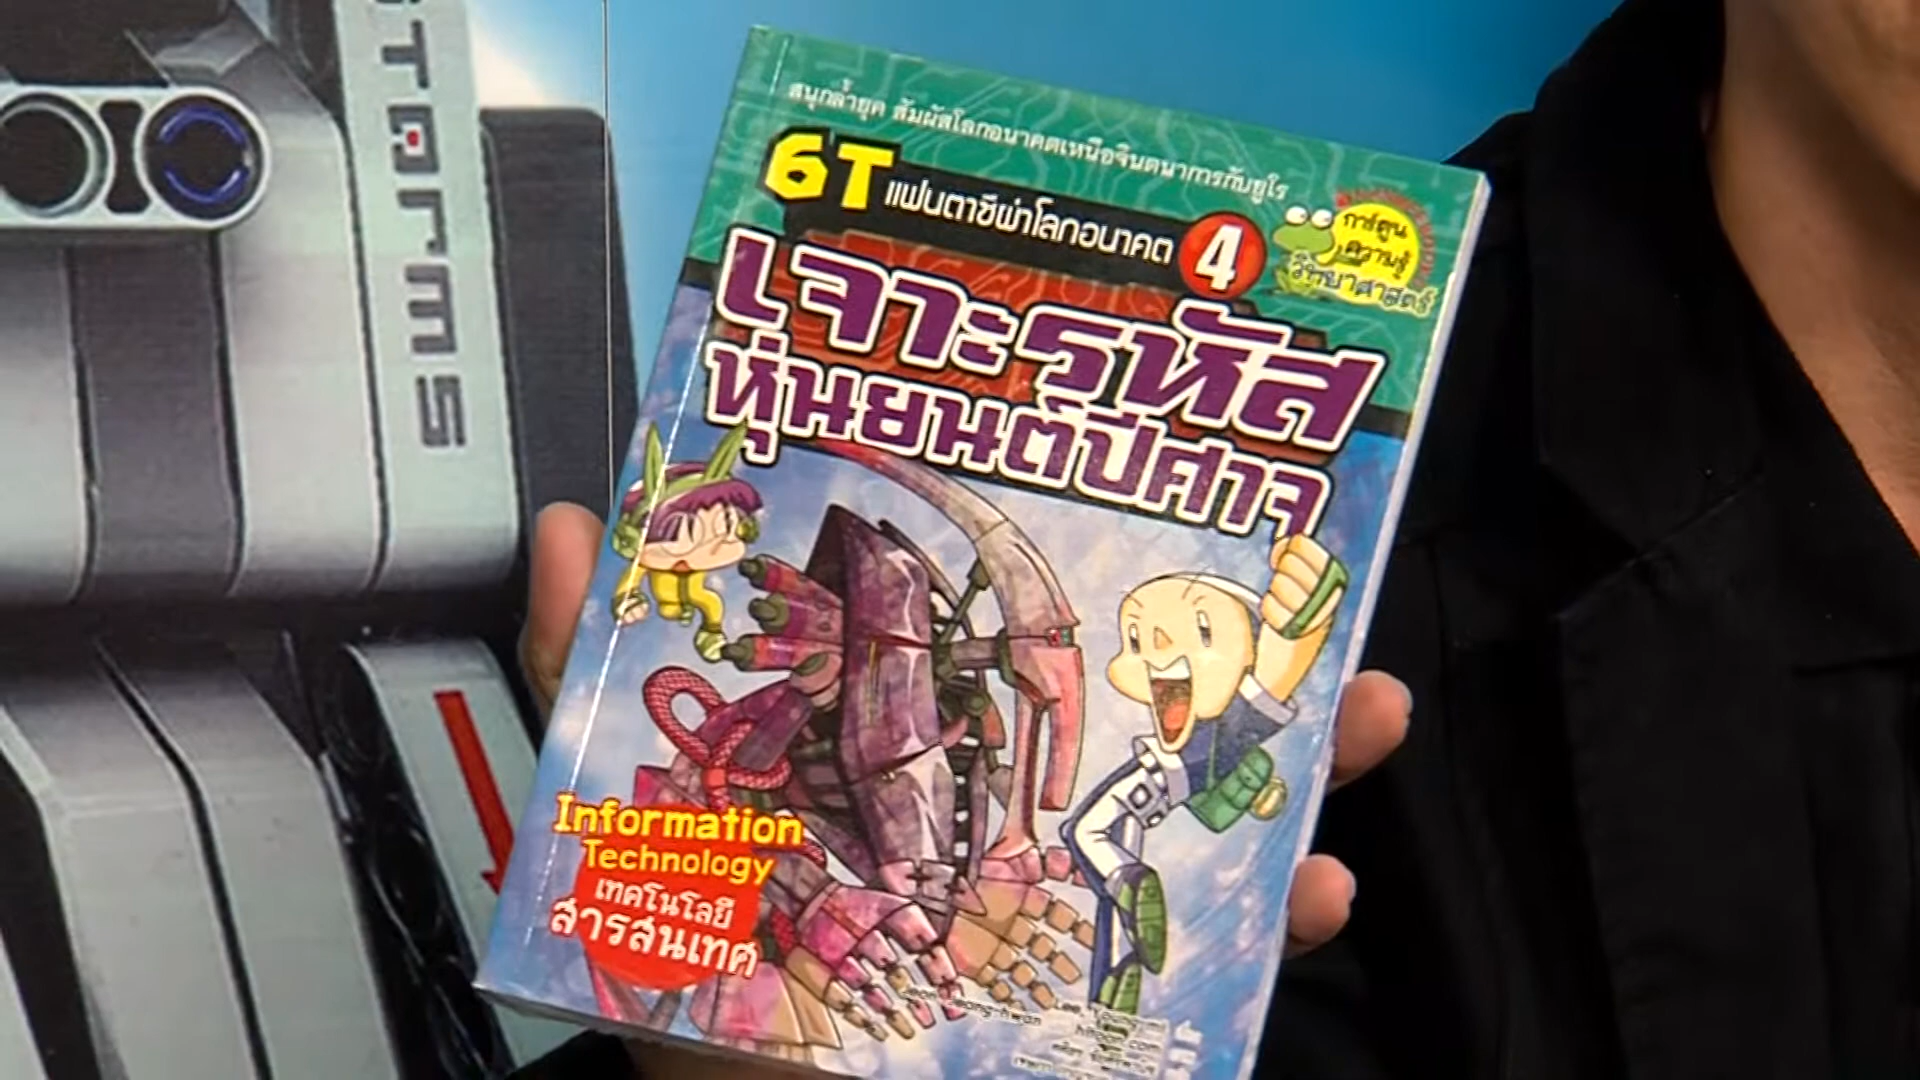 STORMS
สนุกล้ำยุค สัมผัสโลกอนาคตเหนือจินตนาการกับยูโร
6T แฟนตาซีผ่าโลกอนาคต 4
การ์ตูน
ความรู้
วิทยาศาสตร์
เจาะรหัส
หุ่นยนต์ปีศาจ
Information
Technology
เทคโนโลยี
สารสนเทศ